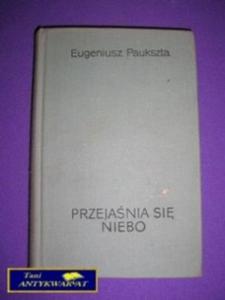 Eugeniusz Paukszta
PRZEJAŚNIA SIĘ
NIEBO
Tani
ANTYKWARIAT